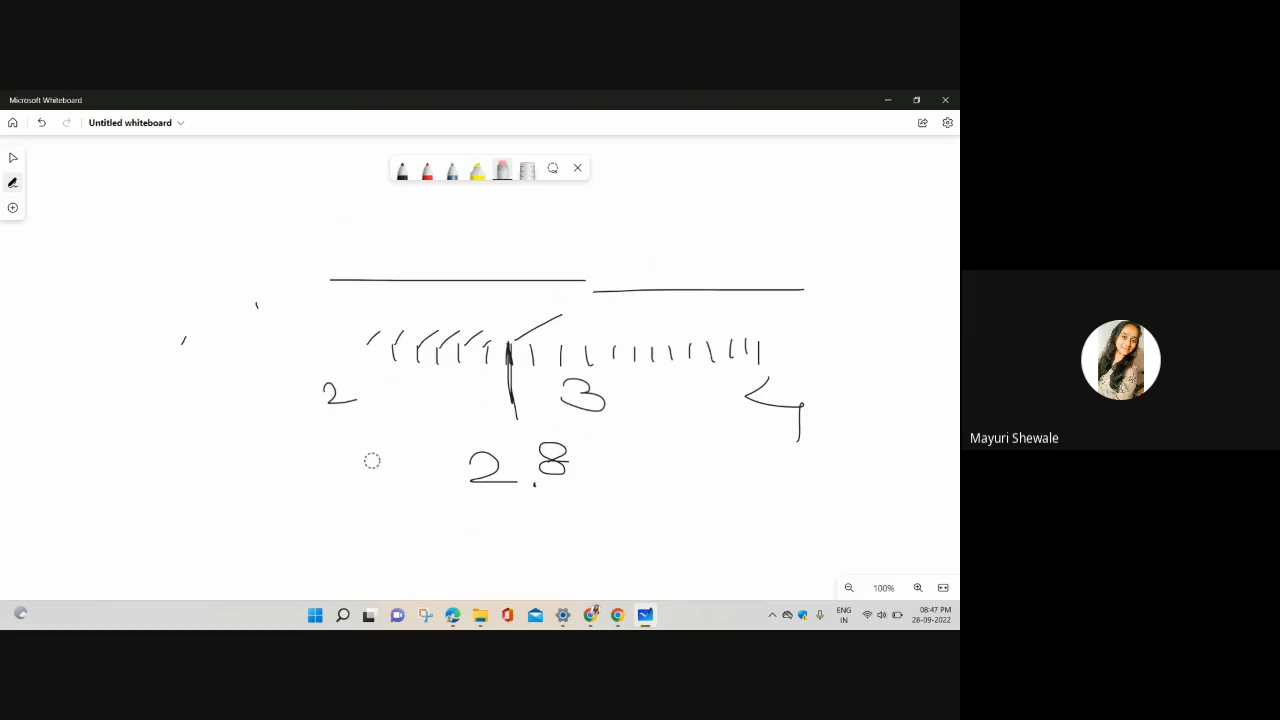 Microsoft Whiteboard
Untitled whiteboard
2 3 4
2.8
Mayuri Shewale
100%
ENG 08:47 PM
IN 28-09-2022